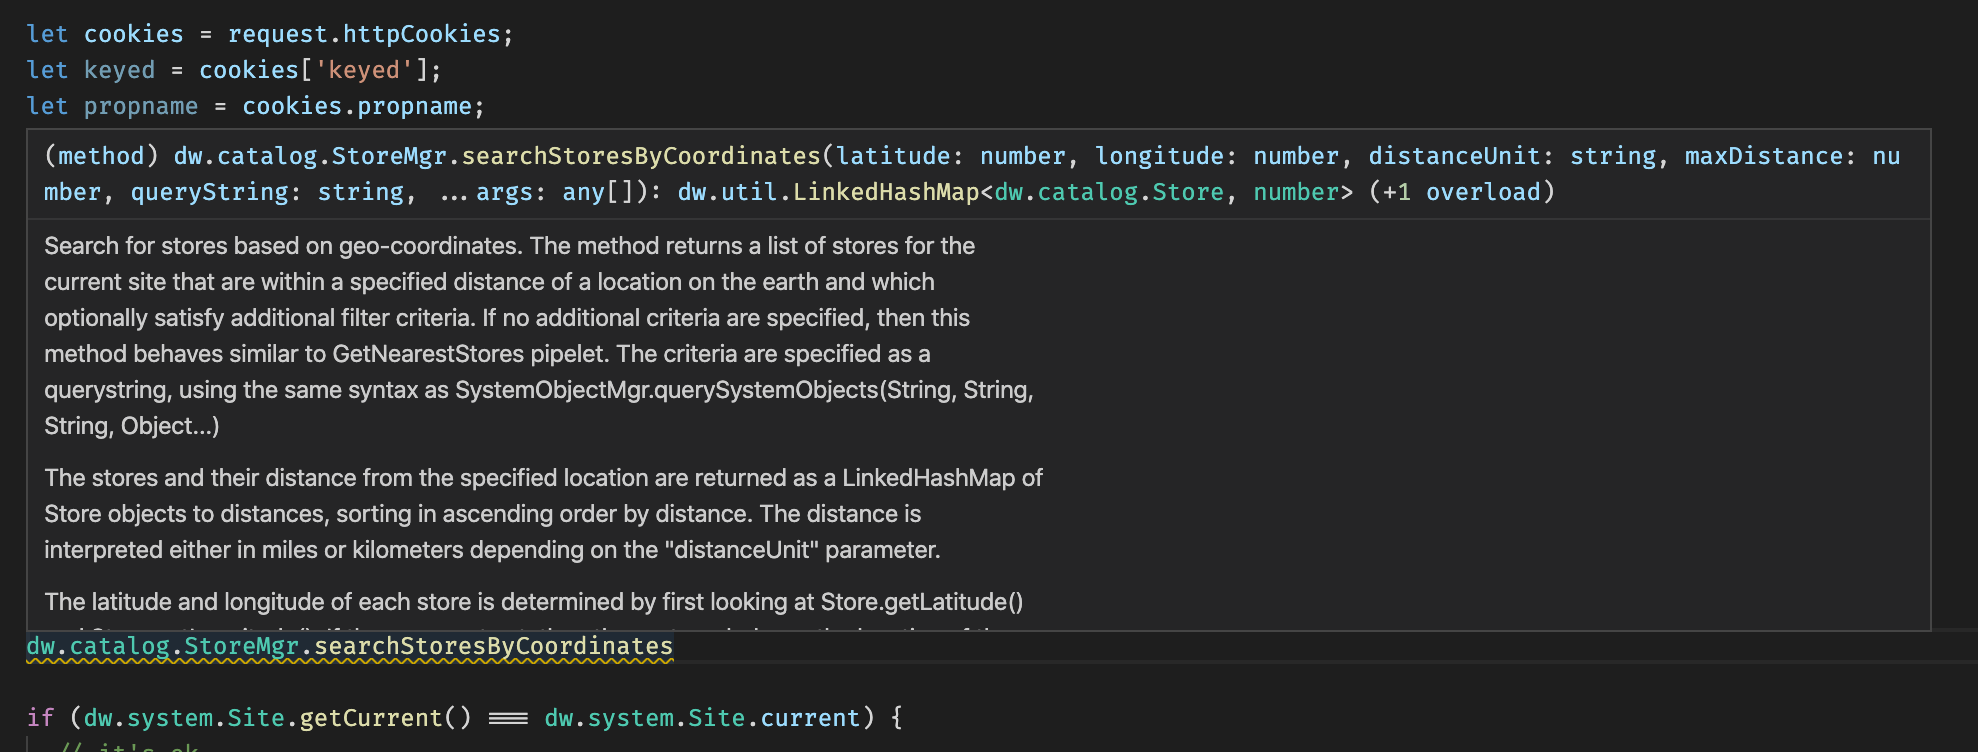 let cookies = request.httpCookies;
let keyed = cookies['keyed'];
let propname = cookies.propname;
(method) dw.catalog.StoreMgr.searchStoresByCoordinates(latitude: number, longitude: number, distanceUnit: string, maxDistance: nu
mber, queryString: string, ...args: any[]): dw.util.LinkedHashMap<dw.catalog.Store, number> (+1 overload)
Search for stores based on geo-coordinates. The method returns a list of stores for the
current site that are within a specified distance of a location on the earth and which
optionally satisfy additional filter criteria. If no additional criteria are specified, then this
method behaves similar to GetNearestStores pipelet. The criteria are specified as a
querystring, using the same syntax as SystemObjectMgr.querySystemObjects(String, String,
String, Object...)
The stores and their distance from the specified location are returned as a LinkedHashMap of
Store objects to distances, sorting in ascending order by distance. The distance is
interpreted either in miles or kilometers depending on the "distanceUnit" parameter.
The latitude and longitude of each store is determined by first looking at Store.getLatitude()
dw.catalog.StoreMgr.searchStoresByCoordinates
if (dw.system.Site.getCurrent() === dw.system.Site.current) {
// it's ok